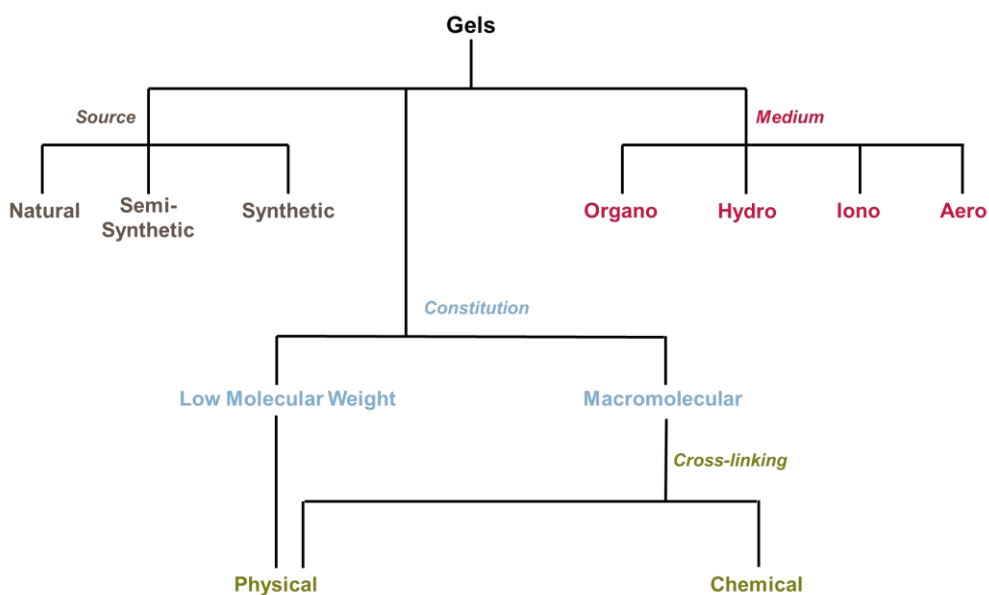 Gels
Source
Medium
Natural
Semi-
Synthetic
Synthetic
Organo
Hydro
Iono
Aero
Constitution
Low Molecular Weight
Macromolecular
Cross-linking
Physical
Chemical